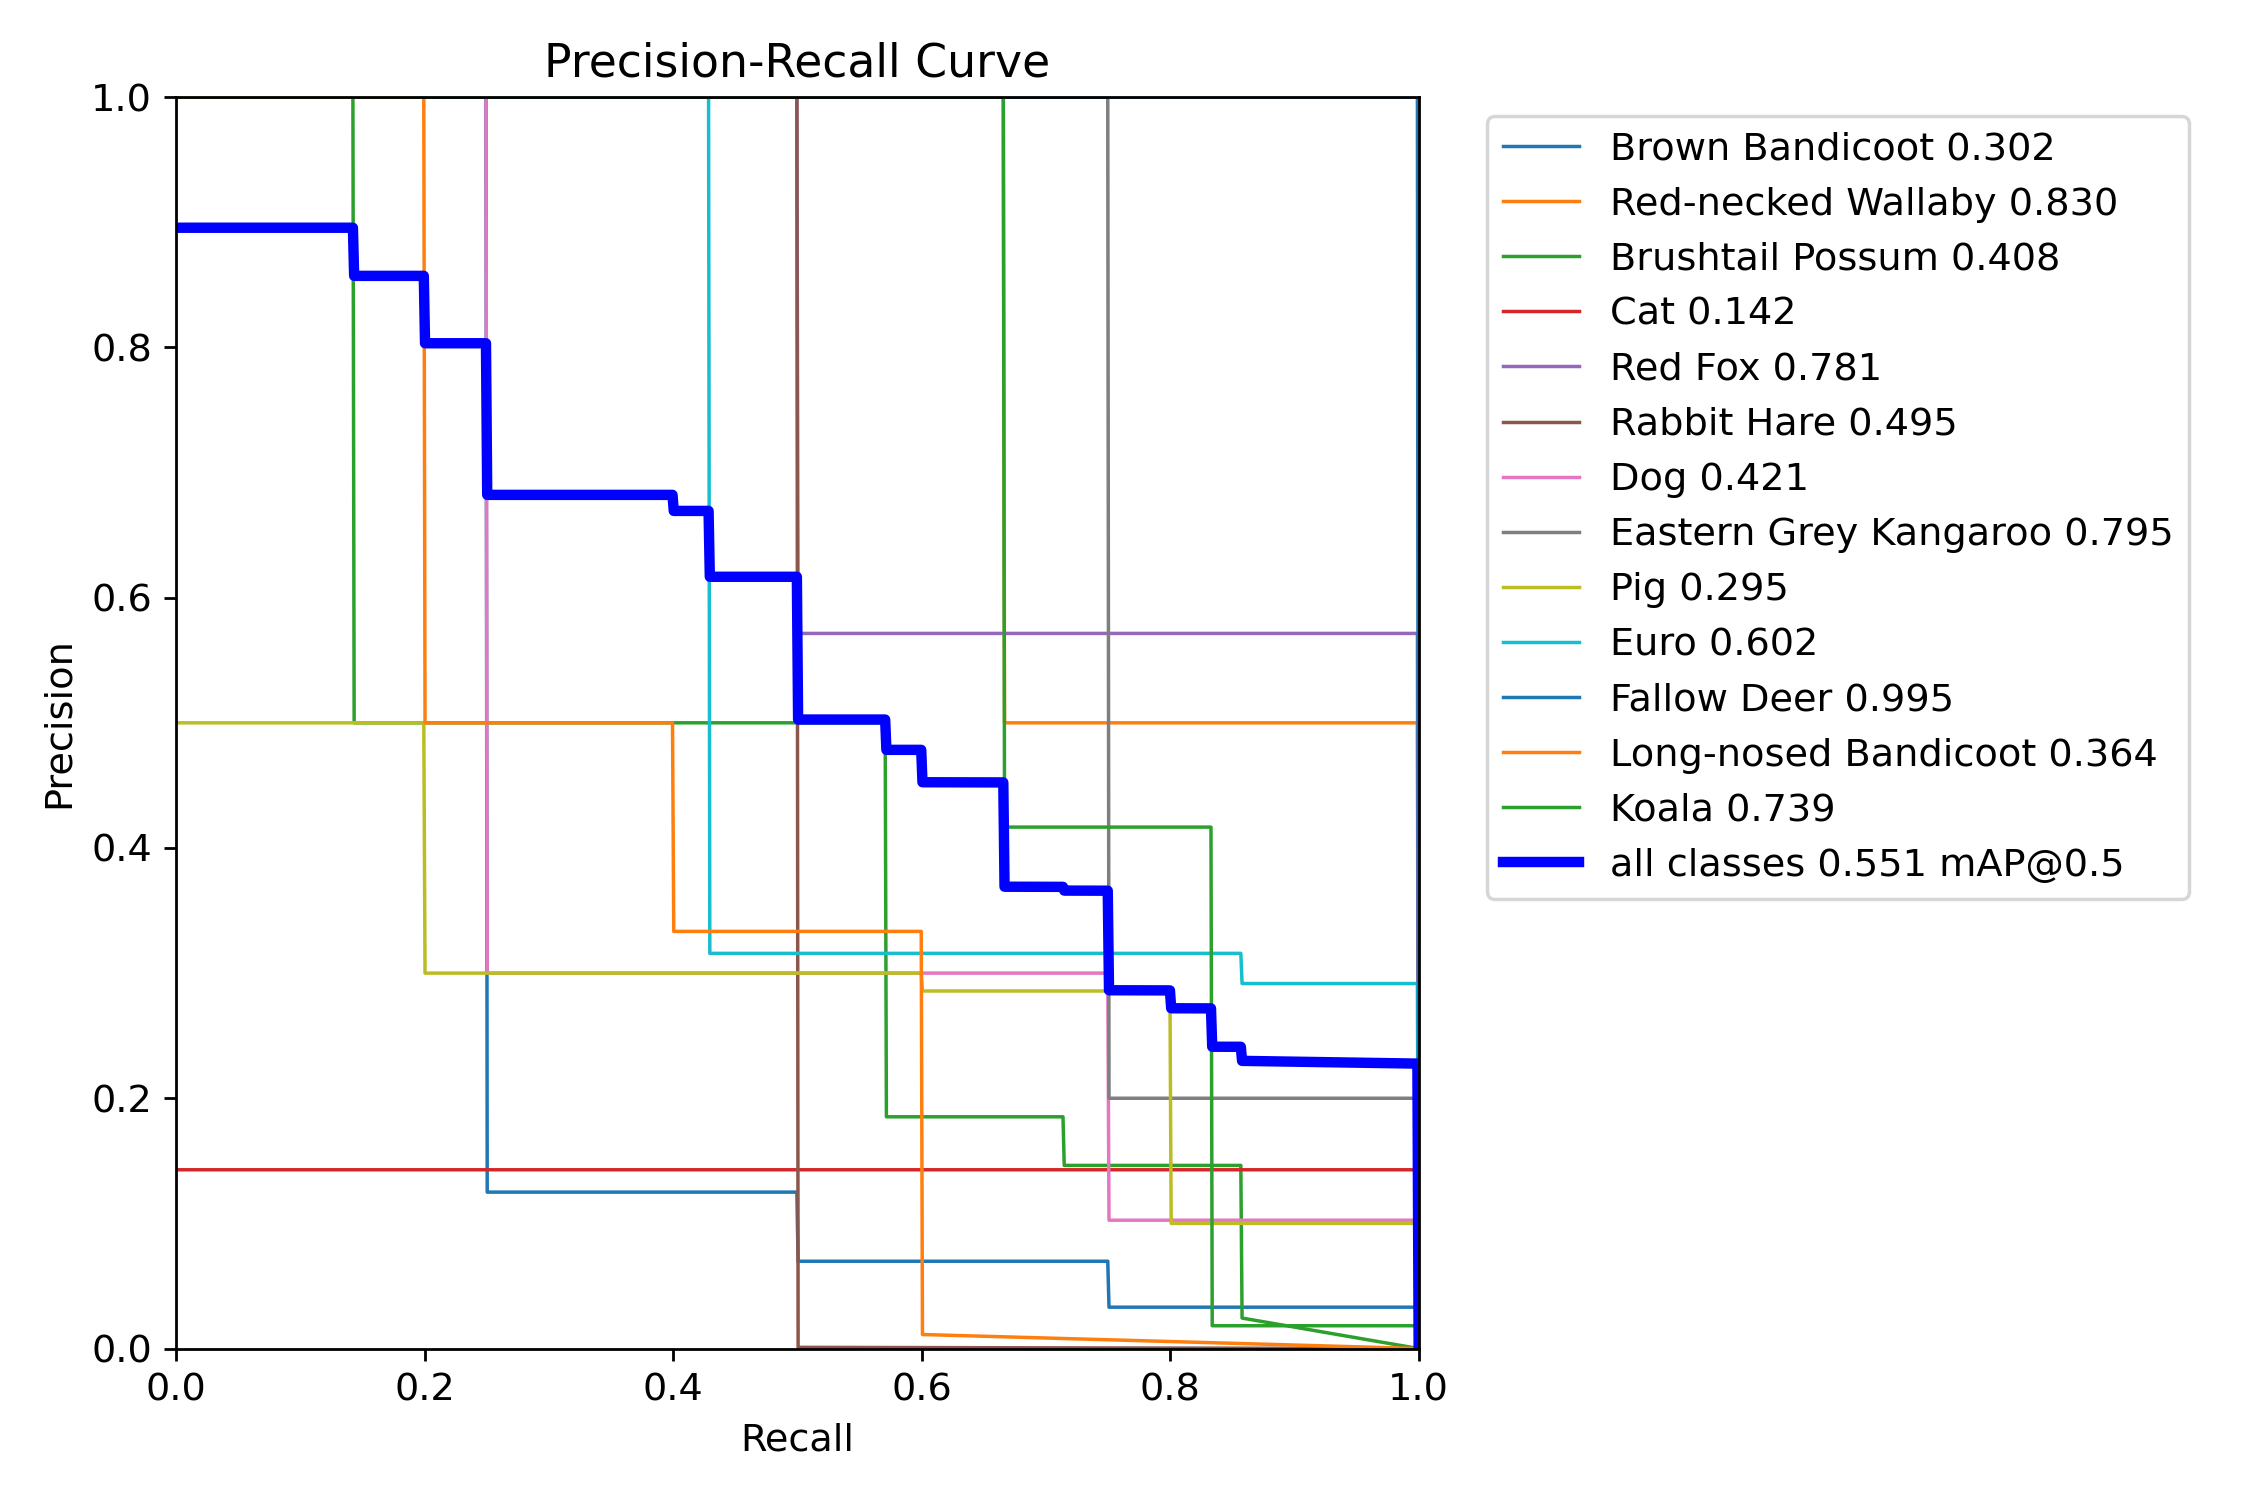 Precision-Recall Curve
1.0
0.8
0.6
0.4
0.2
0.0
Precision
0.0 0.2 0.4 0.6 0.8 1.0
Recall
Brown Bandicoot 0.302
Red-necked Wallaby 0.830
Brushtail Possum 0.408
Cat 0.142
Red Fox 0.781
Rabbit Hare 0.495
Dog 0.421
Eastern Grey Kangaroo 0.795
Pig 0.295
Euro 0.602
Fallow Deer 0.995
Long-nosed Bandicoot 0.364
Koala 0.739
all classes 0.551 mAP@0.5